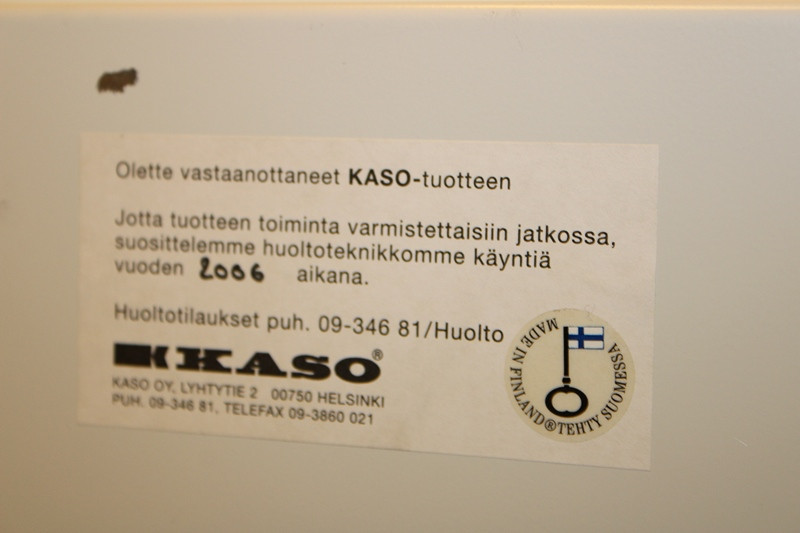 Olette vastaanottaneet KASO-tuotteen
Jotta tuotteen toiminta varmistettaisiin jatkossa,
suosittelemme huoltoteknikkomme käyntiä
vuoden 2006 aikana.
Huoltotilaukset puh. 09-346 81/Huolto
KASO®
KASO OY, LYHTYTIE 2 00750 HELSINKI
PUH. 09-346 81, TELEFAX 09-3860 021
MADE IN FINLAND®TEHTY SUOMESSA